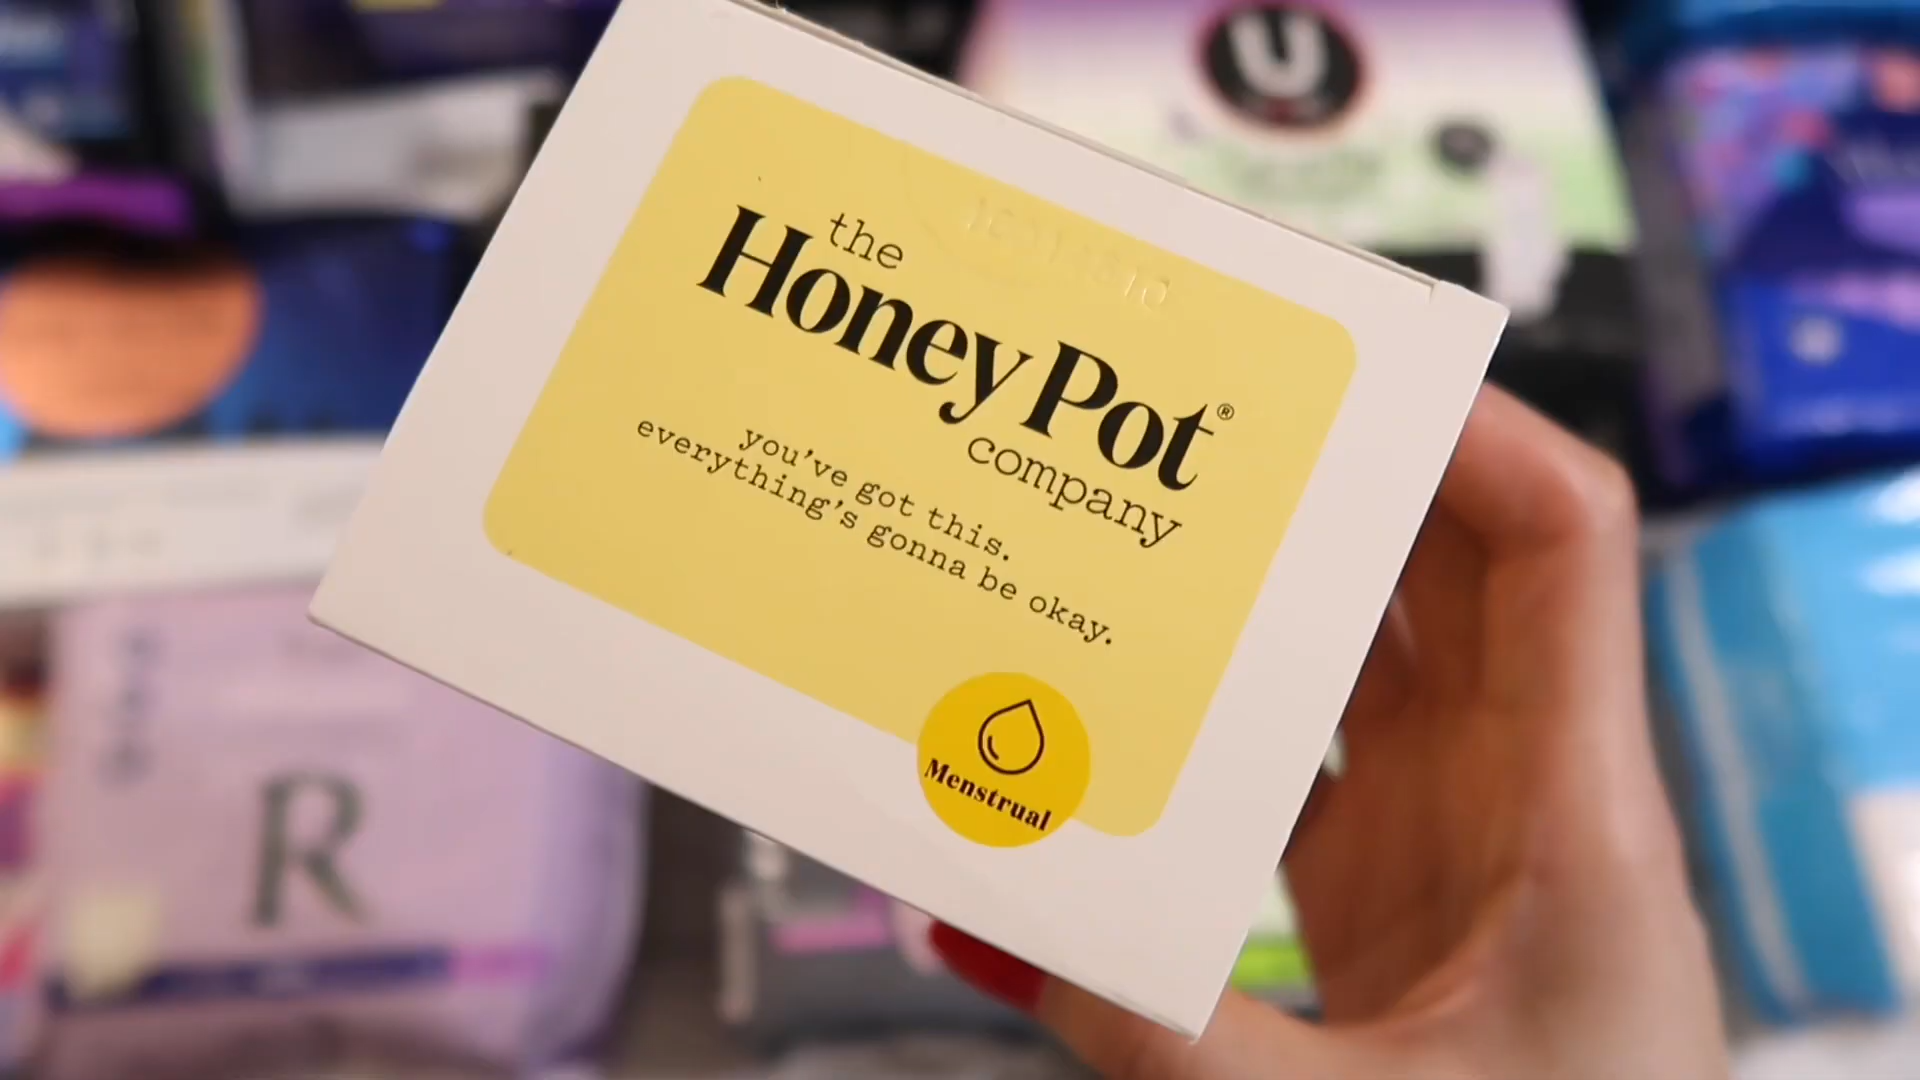 the
Honey Pot®
company
you've got this.
everything's gonna be okay.
Menstrual
U
R